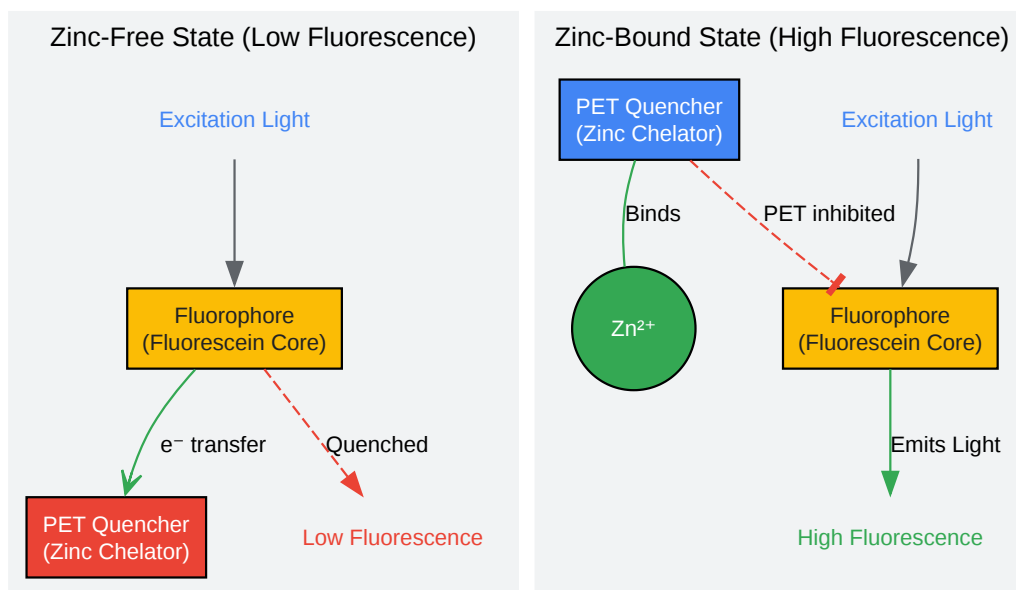 Zinc-Free State (Low Fluorescence)
Excitation Light
Fluorophore
(Fluorescein Core)
e⁻ transfer
Quenched
PET Quencher
(Zinc Chelator)
Low Fluorescence
Zinc-Bound State (High Fluorescence)
PET Quencher
(Zinc Chelator)
Excitation Light
Binds
PET inhibited
Zn²⁺
Fluorophore
(Fluorescein Core)
Emits Light
High Fluorescence